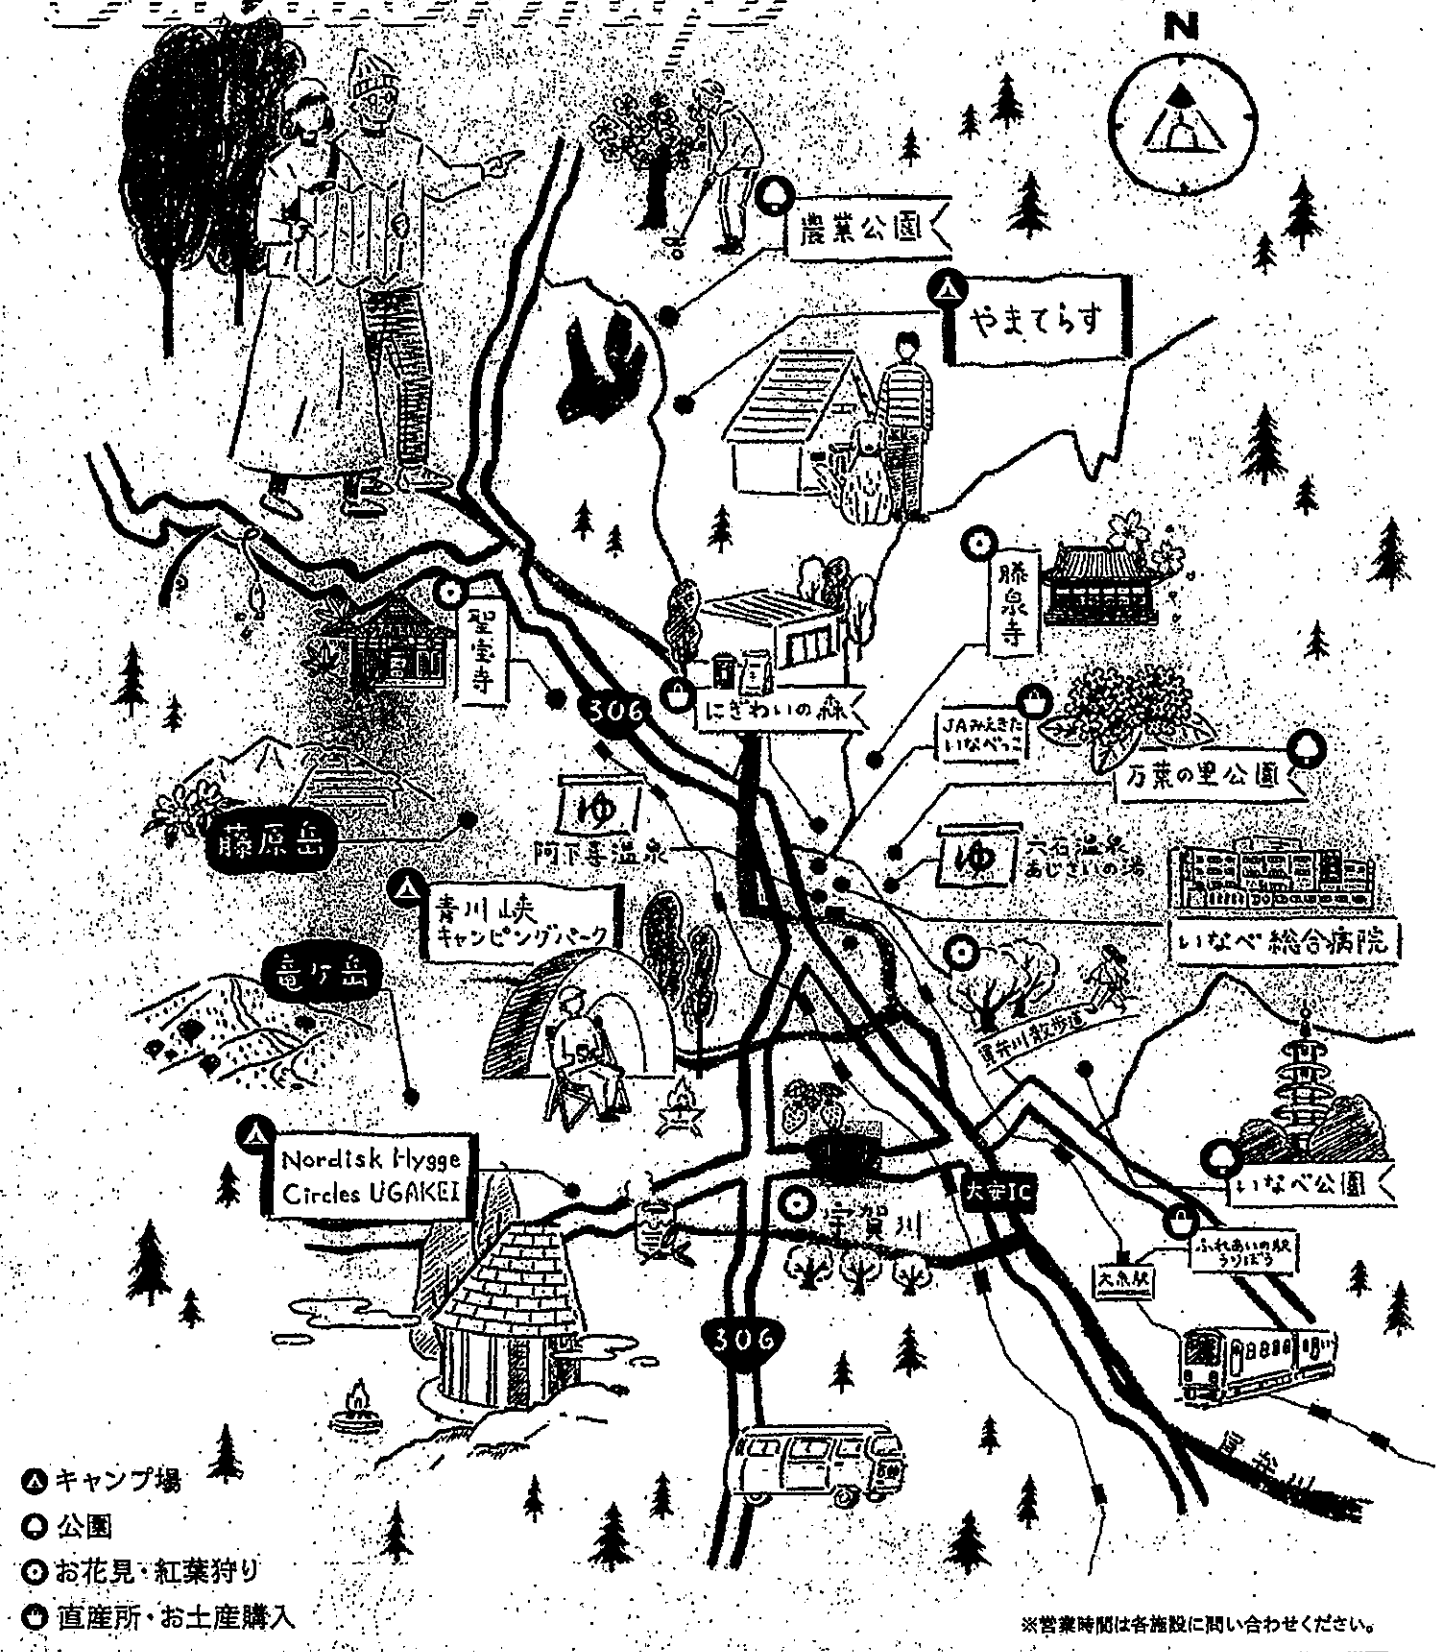 N
農業公園
やまてらす
勝泉寺
聖宝寺
306
にぎわいの森
JAみえきた
いなべっこ
万葉の里公園
ゆ
阿下喜温泉
ゆ
六石温泉
あじさいの湯
藤原岳
青川峡
キャンピングパーク
いなべ総合病院
竜ヶ岳
員弁川散歩道
Nordisk Hygge
Circles UGAKEI
いなべ公園
大安IC
宇賀川
ふれあいの駅
うりぼう
大泉駅
306
員弁川
キャンプ場
公園
お花見・紅葉狩り
直産所・お土産購入
※営業時間は各施設に問い合わせください。